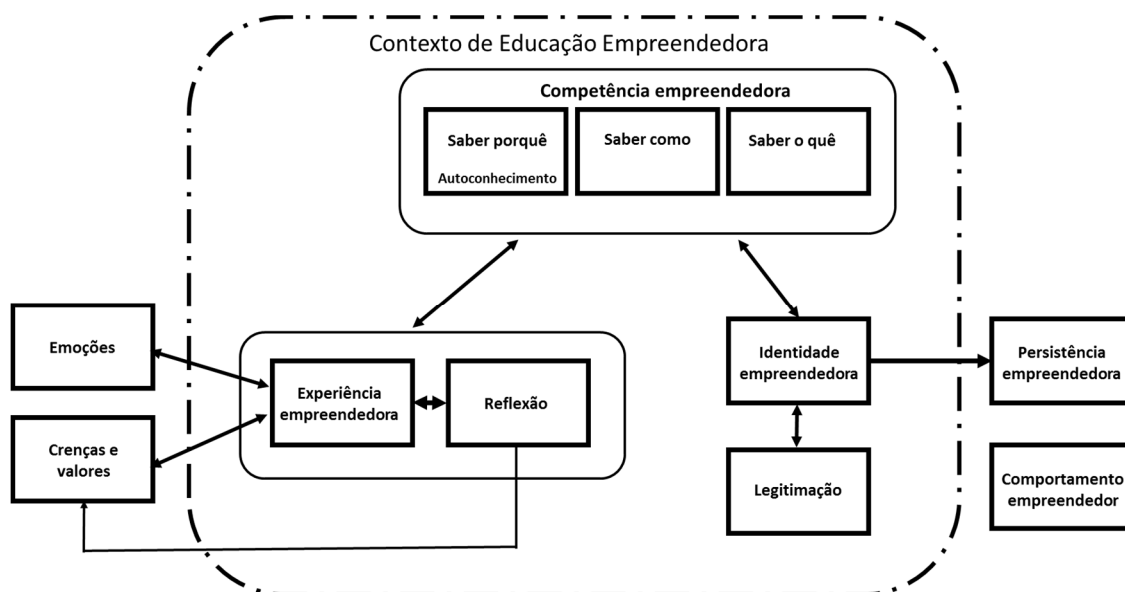 Contexto de Educação Empreendedora
Competência empreendedora
Saber porquê
Autoconhecimento
Saber como
Saber o quê
Emoções
Crenças e
valores
Experiência
empreendedora
Reflexão
Identidade
empreendedora
Legitimação
Persistência
empreendedora
Comportamento
empreendedor